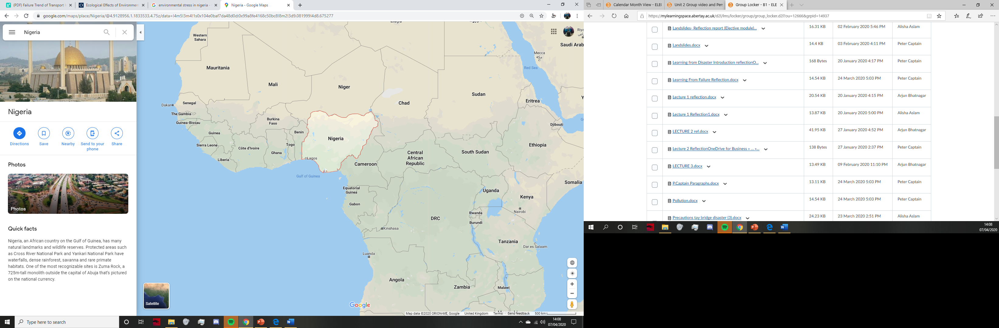 (PDF) Failure Trend of Transport I
Ecological Effects of Environment
environmental stress in nigeria -
Nigeria - Google Maps
google.com/maps/place/Nigeria/@4.9128956,1.1833533,4.75z/data=!4m5!3m4!1s0x104e0baf7da48d0d:0x99a8fe4168c50bc8!8m2!3d9.081999!4d8.675277
Nigeria
Nigeria
Directions
Save
Nearby
Send to your
phone
Share
Photos
Photos
Quick facts
Nigeria, an African country on the Gulf of Guinea, has many
natural landmarks and wildlife reserves. Protected areas such
as Cross River National Park and Yankari National Park have
waterfalls, dense rainforest, savanna and rare primate
habitats. One of the most recognizable sites is Zuma Rock, a
725m-tall monolith outside the capital of Abuja that's pictured
on the national currency.
Libya
Western
Sahara
Riya
Saudi Arab
Mecca
مكة
Red Sea
Mauritania
Mali
Niger
Chad
Sudan
Eritrea
Dakar
Senegal
The Gambia
Guinea-Bissau
Burkina
Faso
Djibouti
Guinea
Benin
Nigeria
Sierra Leone
Côte d'Ivoire
Togo
Ghana
Liberia
Lagos
Cameroon
Central
African
Republic
South Sudan
Ethiopia
Gulf of Guinea
Somalia
Equatorial
Guinea
Uganda
Kenya
Gabon
Nairobi
Rwanda
DRC
Burundi
Kinshasa
Tanzania
Dar es Salaam
Luanda
Angola
Zambia
Malawi
Satellite
Google
Map data ©2020 ORION-ME, Google
United Kingdom
Terms
Send feedback
500 km
Type here to search
14:08
07/04/2020
Calendar Month View - ELE(
Unit 2 Group video and Per:
Group Locker - B1 - ELE
https://mylearningspace.abertay.ac.uk/d2l/lms/locker/group/group_locker.d2l?ou=12666&grpId=14937
Landslides- Reflection report (Elective module)... 16.31 KB 02 February 2020 5:46 PM Alisha Aslam
Landslides.docx 14.4 KB 03 February 2020 4:11 PM Peter Captain
Learning from Disaster Introduction reflectionO... 168 Bytes 20 January 2020 4:17 PM Peter Captain
Learning From Failure Reflection.docx 14.54 KB 24 March 2020 5:03 PM Peter Captain
Lecture 1 reflection.docx 20.54 KB 20 January 2020 4:15 PM Arjun Bhatnagar
Lecture 1 Reflection1.docx 13.87 KB 20 January 2020 5:00 PM Alisha Aslam
LECTURE 2 ref.docx 41.95 KB 27 January 2020 4:52 PM Arjun Bhatnagar
Lecture 2 ReflectionOneDrive for Business » ... »... 138 Bytes 27 January 2020 2:37 PM Peter Captain
LECTURE 3.docx 13.49 KB 09 February 2020 11:10 PM Arjun Bhatnagar
P.Captain Paragraphs.docx 13.11 KB 24 March 2020 5:03 PM Peter Captain
Pollution.docx 14.54 KB 24 March 2020 5:03 PM Peter Captain
Precautions tay bridge disaster (3).docx 24.23 KB 23 March 2020 2:51 PM Alisha Aslam
14:08
07/04/2020